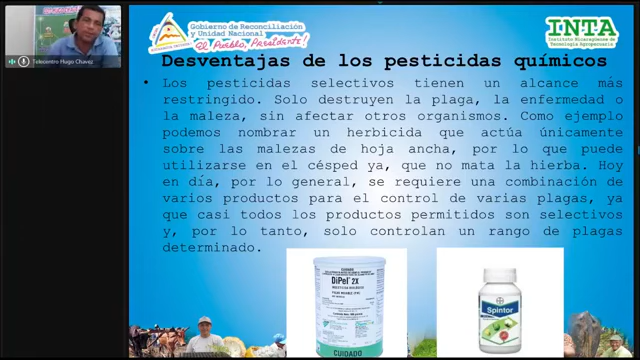 Telecentro Hugo Chavez
Gobierno de Reconciliación
y Unidad Nacional
El Pueblo, Presidente!
INTA
Instituto Nicaragüense de
Tecnología Agropecuaria
Desventajas de los pesticidas químicos
• Los pesticidas selectivos tienen un alcance más
restringido. Solo destruyen la plaga, la enfermedad o
la maleza, sin afectar otros organismos. Como ejemplo
podemos nombrar un herbicida que actúa únicamente
sobre las malezas de hoja ancha, por lo que puede
utilizarse en el césped ya, que no mata la hierba. Hoy
en día, por lo general, se requiere una combinación de
varios productos para el control de varias plagas, ya
que casi todos los productos permitidos son selectivos
y, por lo tanto, solo controlan un rango de plagas
determinado.
DiPel 2X
CUIDADO
Spintor